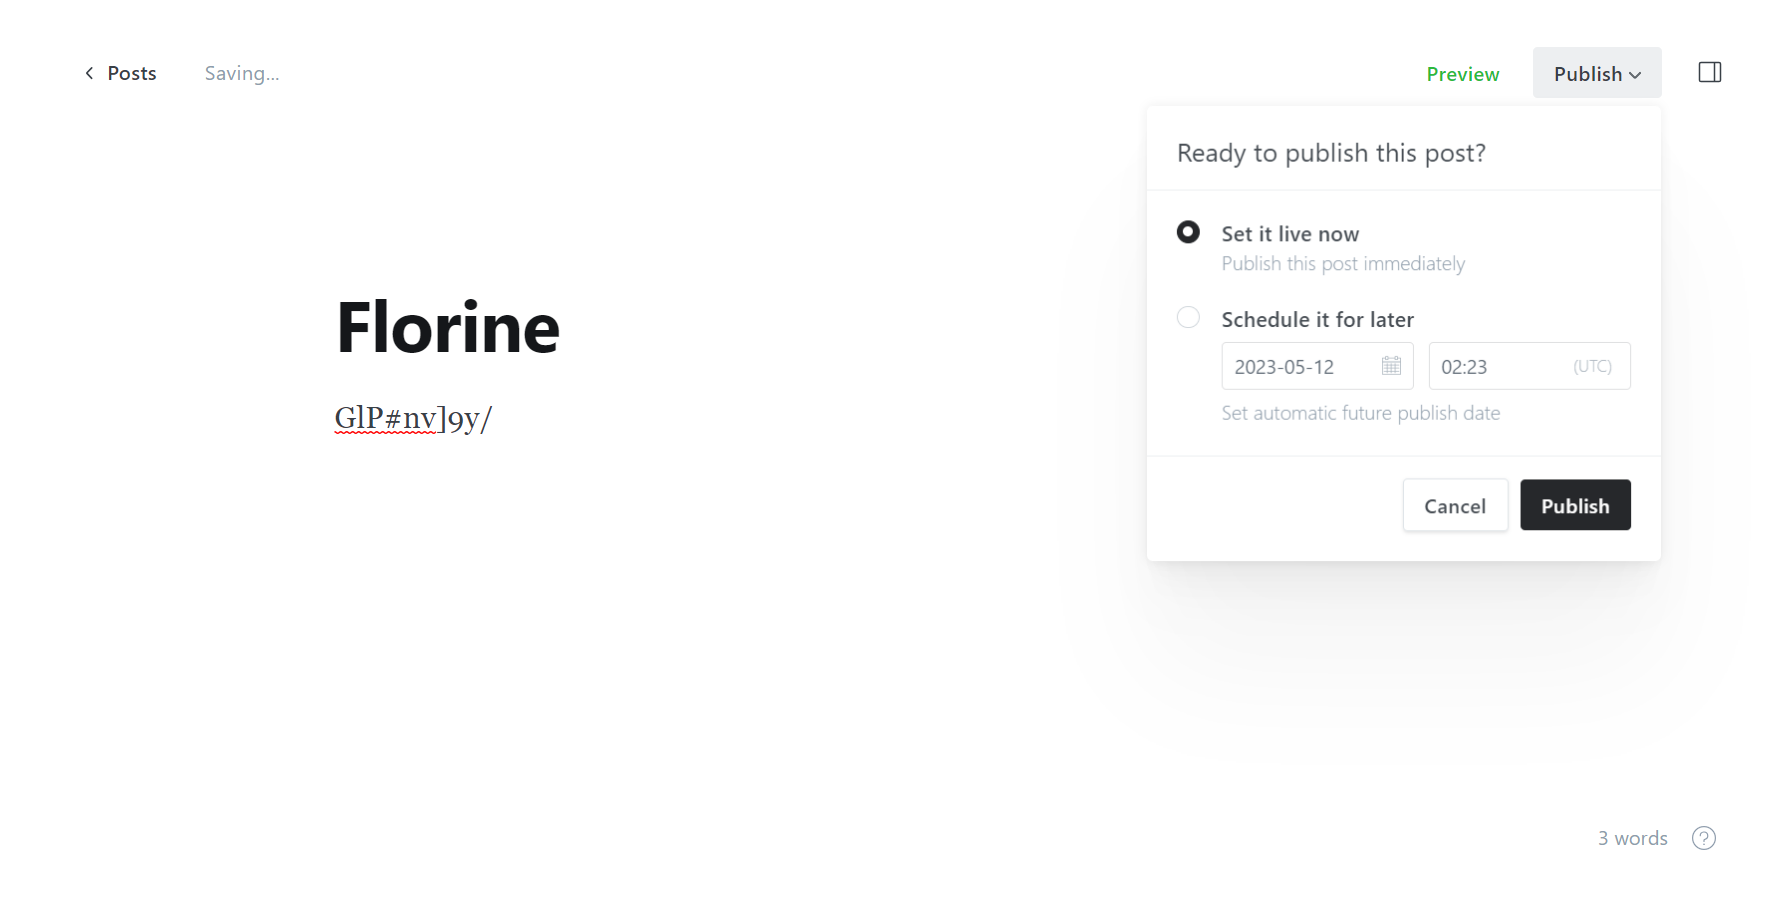 Posts Saving... Preview Publish
Ready to publish this post?
Set it live now
Publish this post immediately
Schedule it for later
2023-05-12 02:23 (UTC)
Set automatic future publish date
Cancel Publish
Florine
GlP#nv]9y/
3 words ?